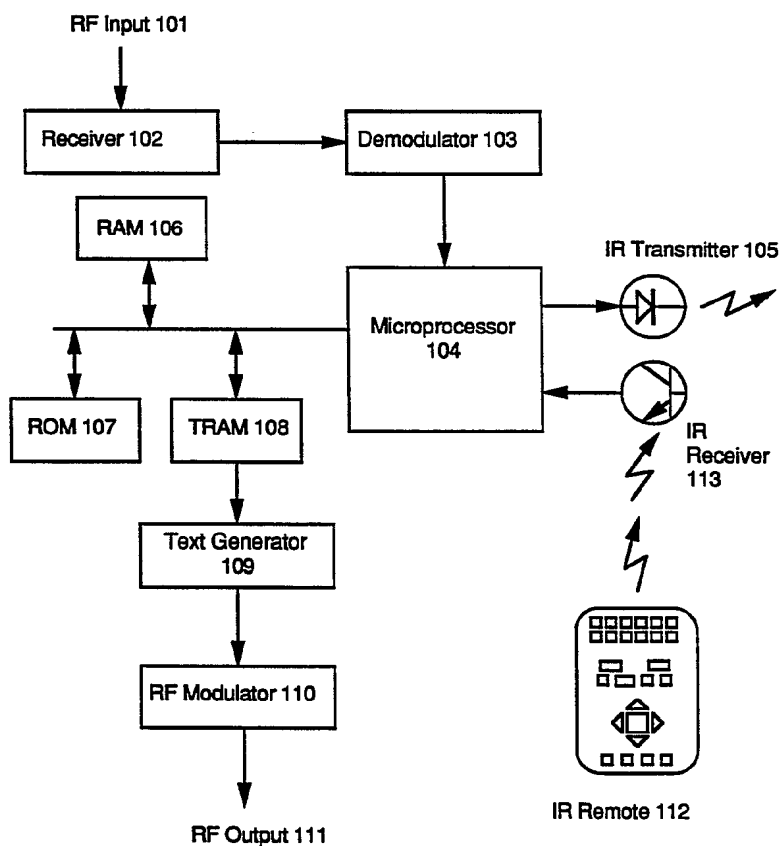 RF Input 101
Receiver 102
Demodulator 103
RAM 106
IR Transmitter 105
Microprocessor
104
ROM 107
TRAM 108
IR
Receiver
113
Text Generator
109
RF Modulator 110
IR Remote 112
RF Output 111